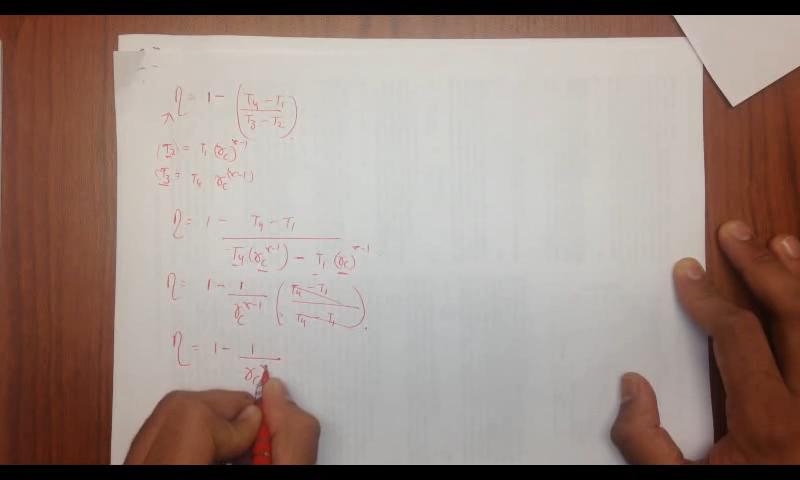 η = 1 - (T4 - T1 / T3 - T2)
(T2) = T1 (rc)^γ-1
(T3 = T4 rc^(γ-1)
η = 1 - T4 - T1 / T4 (rc^γ-1) - T1 (rc)^γ-1
η = 1 - 1 / rc^γ-1 (T4 - T1 / T4 - T1).
η = 1 - 1 / rc